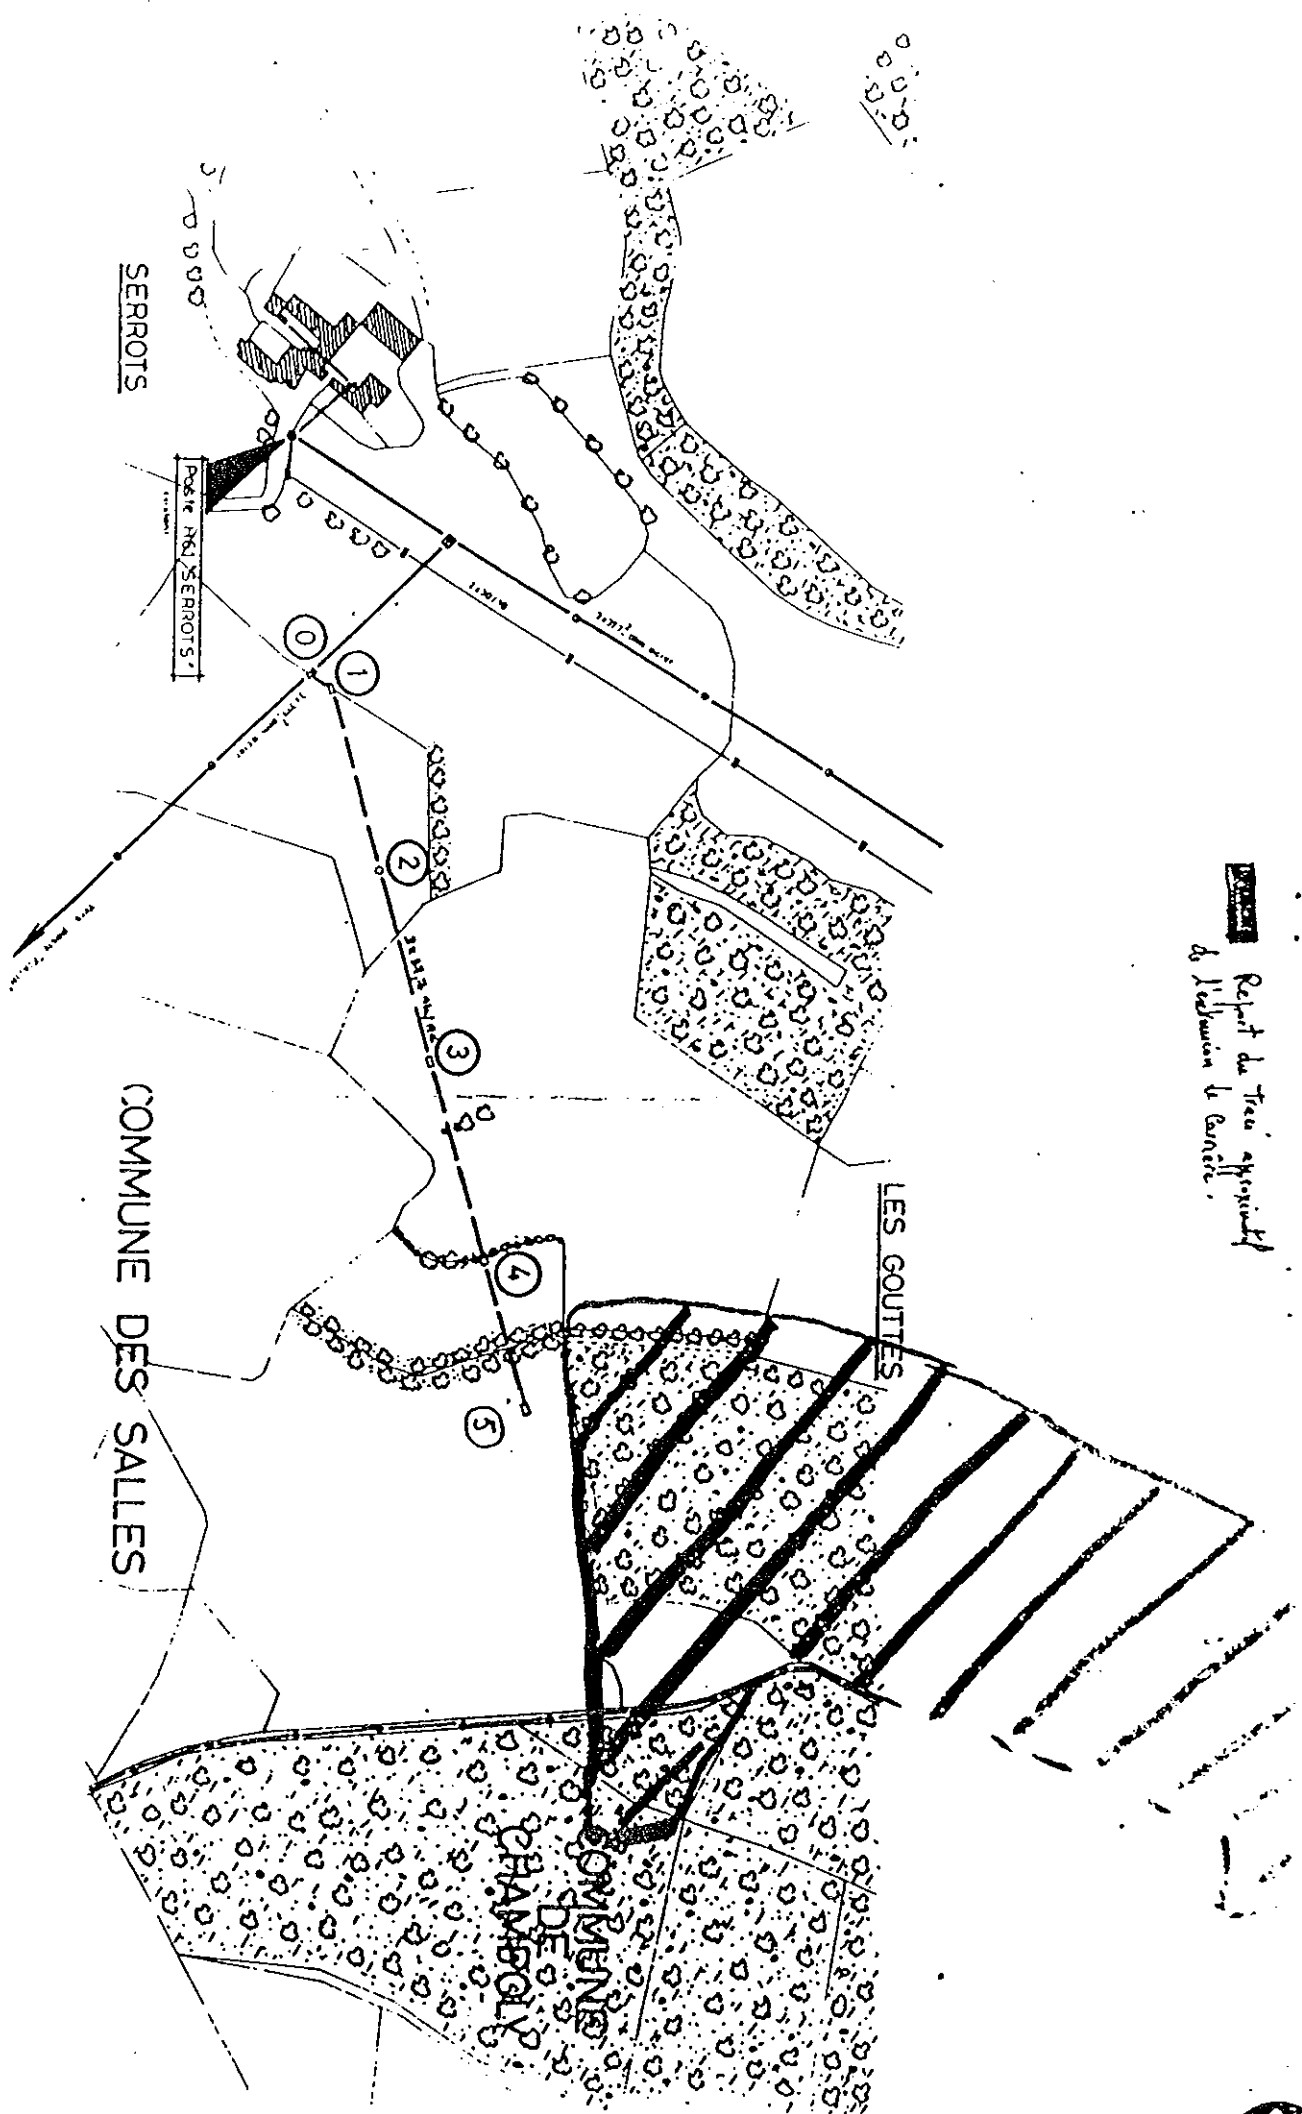 Report du Tracé approximatif
de l'extension de Carrière.
LES GOUTTES
SERROTS
Poste H61 "SERROTS"
0
1
2
3
4
5
COMMUNE DES SALLES
COMMUNE
DE
CHAMPOLY